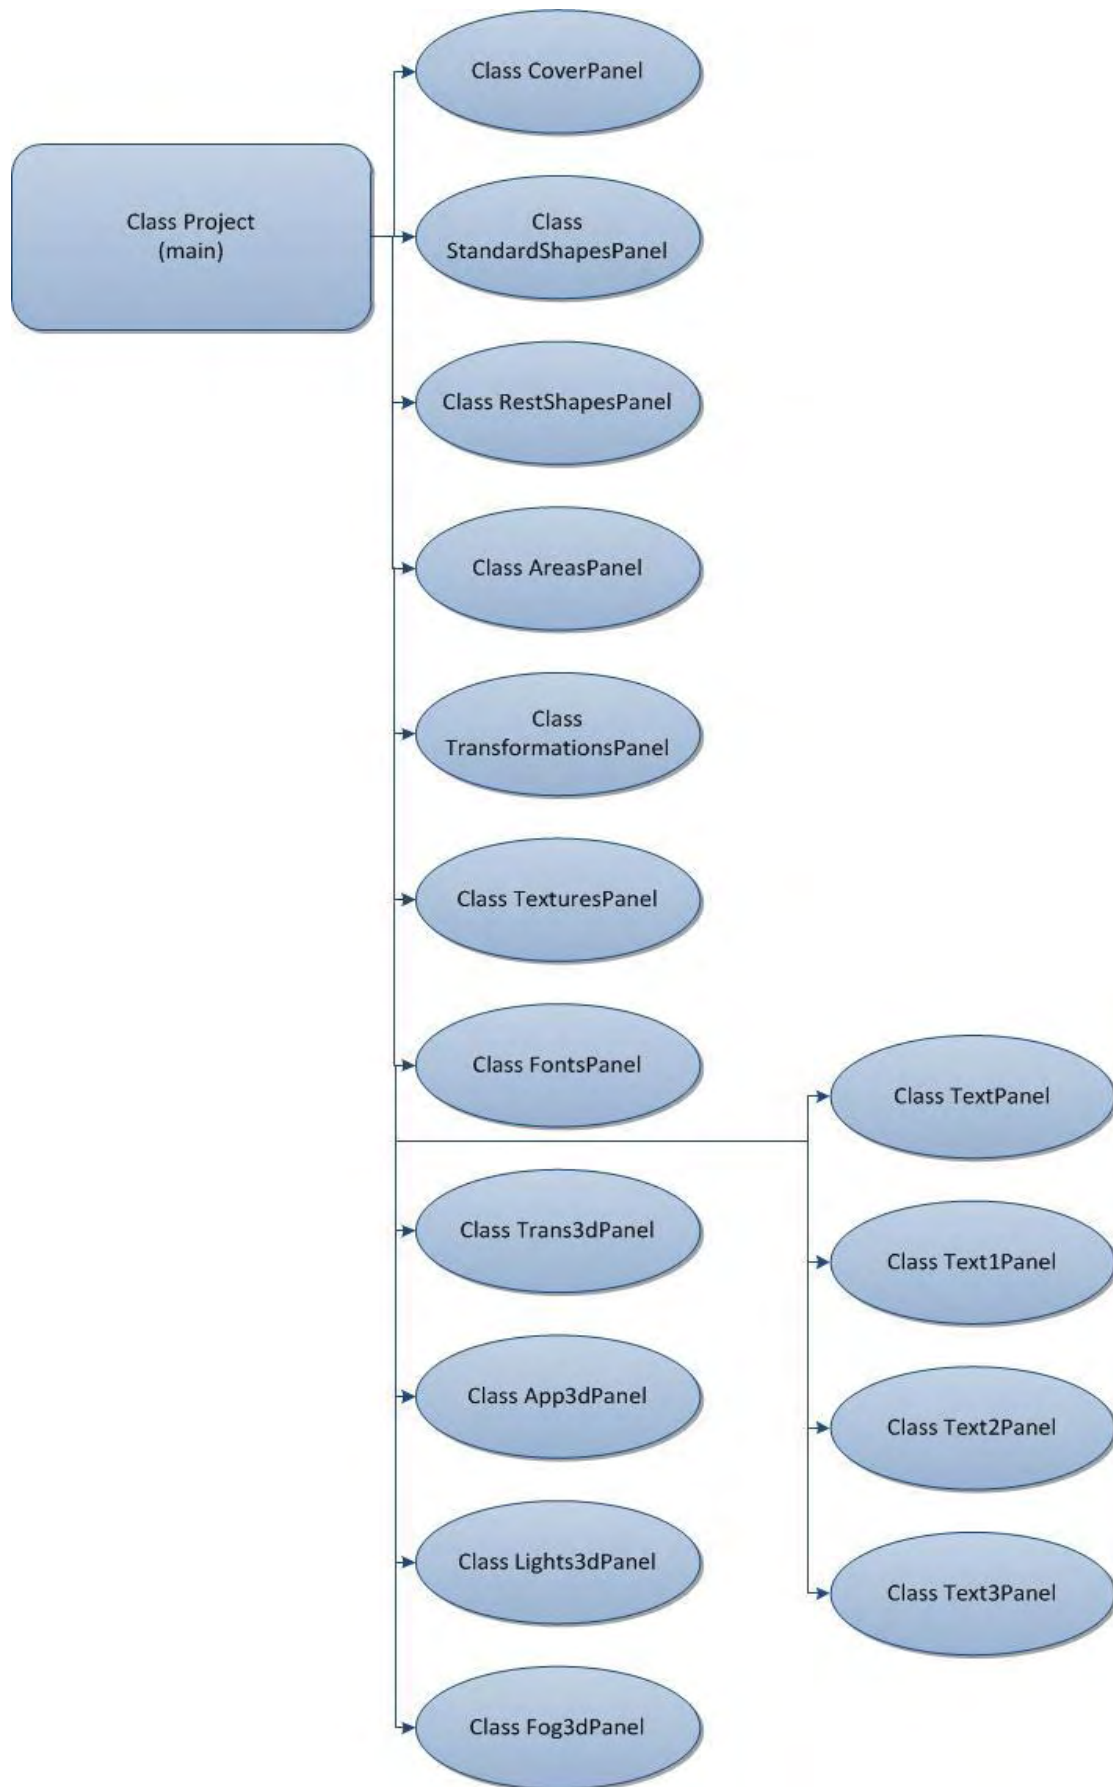 Class CoverPanel
Class Project
(main)
Class
StandardShapesPanel
Class RestShapesPanel
Class AreasPanel
Class
TransformationsPanel
Class TexturesPanel
Class FontsPanel
Class TextPanel
Class Trans3dPanel
Class Text1Panel
Class App3dPanel
Class Text2Panel
Class Lights3dPanel
Class Text3Panel
Class Fog3dPanel